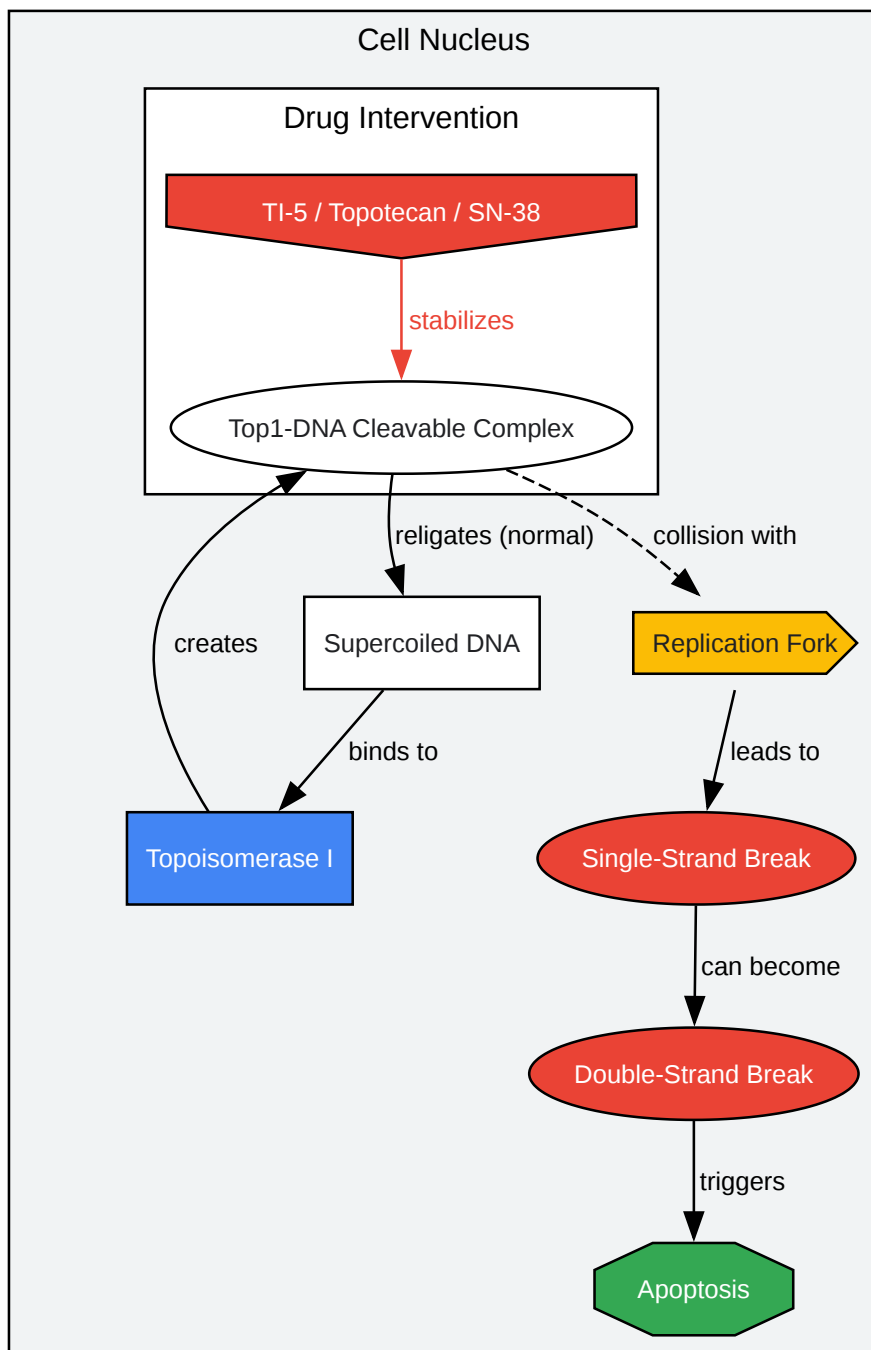 Cell Nucleus
Drug Intervention
TI-5 / Topotecan / SN-38
stabilizes
Top1-DNA Cleavable Complex
religates (normal)
collision with
creates
Supercoiled DNA
Replication Fork
binds to
leads to
Topoisomerase I
Single-Strand Break
can become
Double-Strand Break
triggers
Apoptosis